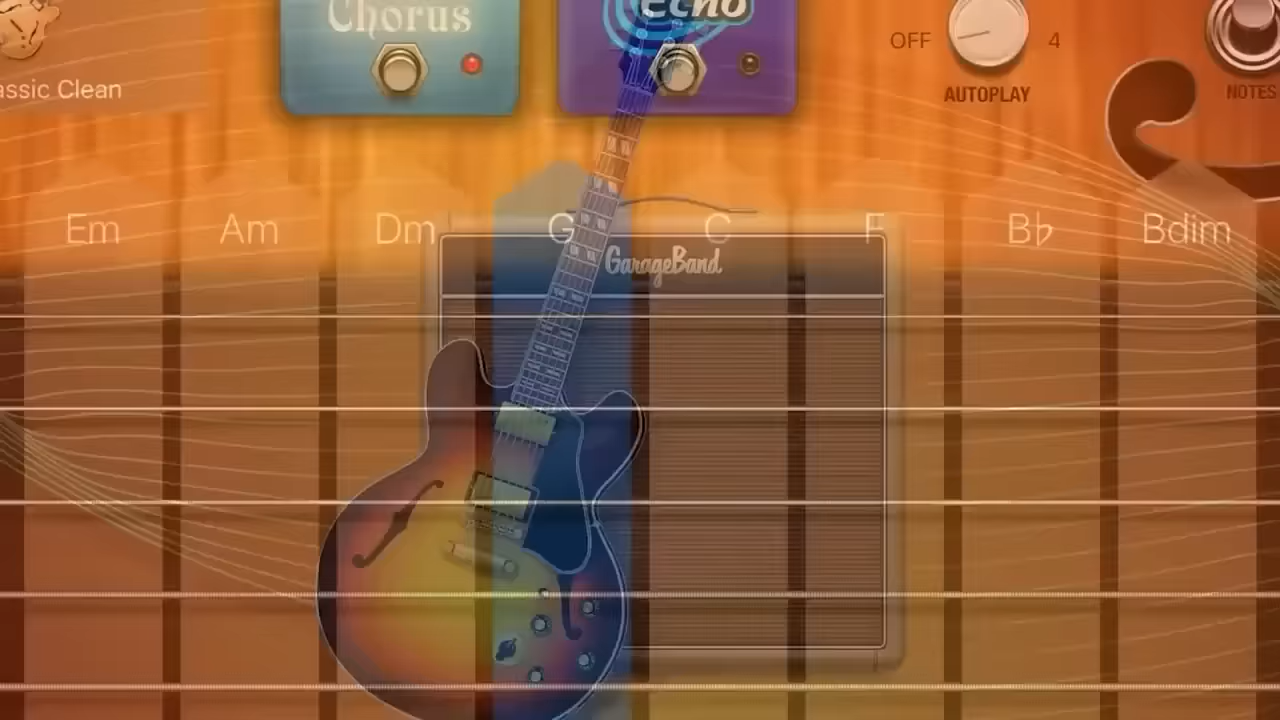 Chorus
Echo
OFF
4
assic Clean
AUTOPLAY
NOTES
Em
Am
Dm
G
C
F
B♭
Bdim
GarageBand